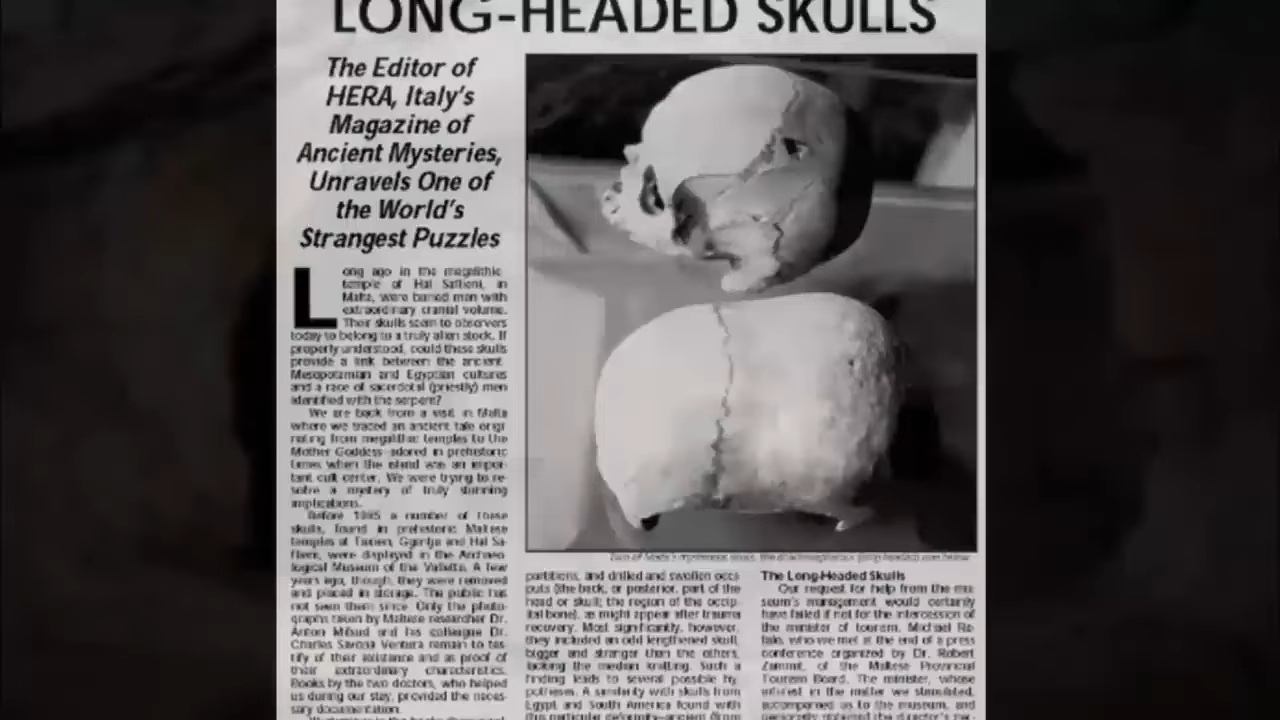 LONG-HEADED SKULLS
The Editor of
HERA, Italy's
Magazine of
Ancient Mysteries,
Unravels One of
the World's
Strangest Puzzles
Long ago in the megalithic
temple of Hal Saflieni, in
Malta, were buried men with
extraordinary cranial volume.
Their skulls seem to observers
today to belong to a truly alien stock. If
properly understood, could these skulls
provide a link between the ancient
Mesopotamian and Egyptian cultures
and a race of sacerdotal (priestly) men
identified with the serpent?
We are back from a visit in Malta
where we traced an ancient tale origi-
nating from megalithic temples to the
Mother Goddess adored in prehistoric
times when the island was an impor-
tant cult center. We were trying to re-
solve a mystery of truly stunning
implications.
Before 1985 a number of these
skulls, found in prehistoric Maltese
temples at Taxien, Ggantja and Hal Sa-
flieni, were displayed in the Archaeo-
logical Museum of the Valletta. A few
years ago, though, they were removed
and placed in storage. The public has
not seen them since. Only the photo-
graphs taken by Maltese researcher Dr.
Anton Mifsud and his colleague Dr.
Charles Savona Ventura remain to tes-
tify of their existence and as proof of
their extraordinary characteristics.
Books by the two doctors, who helped
us during our stay, provided the neces-
sary documentation.
partitions, and drilled and swollen occi-
puts (the back, or posterior, part of the
head or skull; the region of the occip-
ital bone), as might appear after trauma
recovery. Most significantly, however,
they included an odd lengthened skull,
bigger and stranger than the others,
lacking the median knitting. Such a
finding leads to several possible hy-
potheses. A similarity with skulls from
Egypt and South America found with
this particular deformity
The Long-Headed Skulls
Our request for help from the mu-
seum's management would certainly
have failed if not for the intercession of
the minister of tourism, Michael Re-
falo, who we met at the end of a press
conference organized by Dr. Robert
Zammit, of the Maltese Provincial
Tourism Board. The minister, whose
interest in the matter we stimulated,
accompanied us to the museum, and
personally obtained the director's